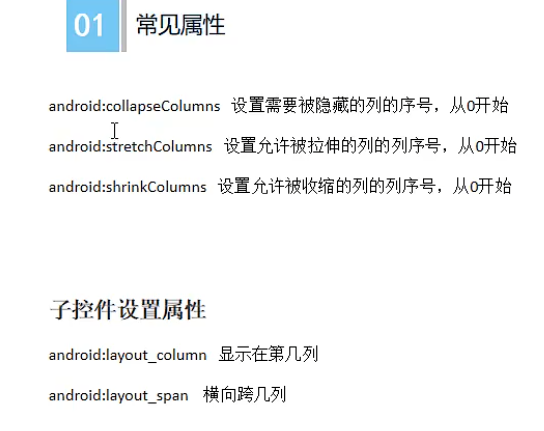 01 常见属性
android:collapseColumns 设置需要被隐藏的列的序号，从0开始
android:stretchColumns 设置允许被拉伸的列的列序号，从0开始
android:shrinkColumns 设置允许被收缩的列的列序号，从0开始
子控件设置属性
android:layout_column 显示在第几列
android:layout_span 横向跨几列